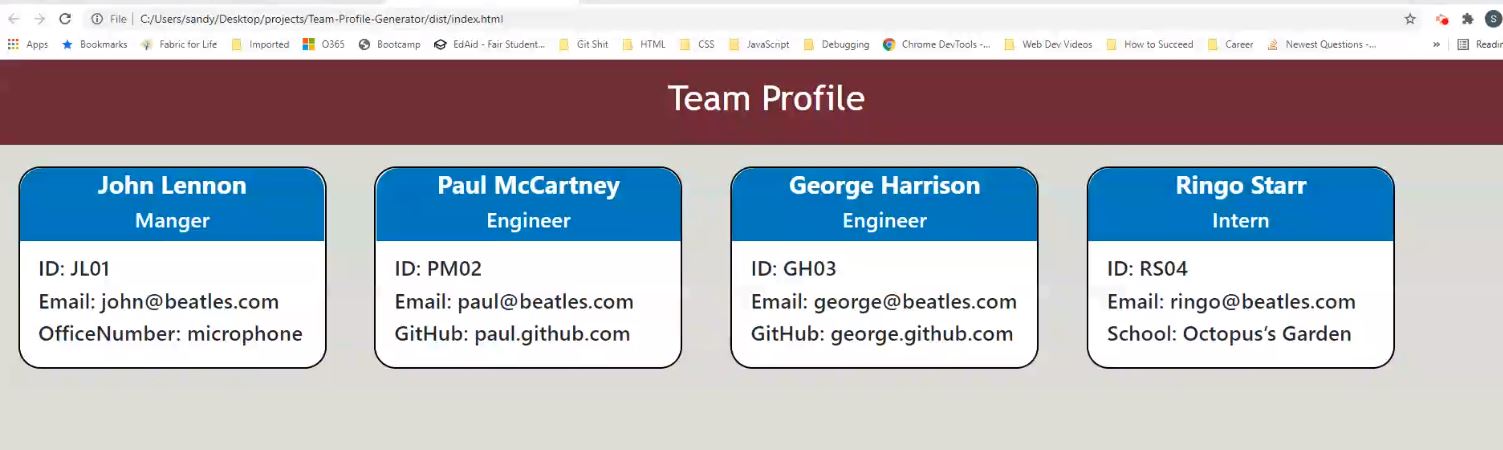 File | C:/Users/sandy/Desktop/projects/Team-Profile-Generator/dist/index.html S
Apps Bookmarks Fabric for Life Imported O365 Bootcamp EdAid - Fair Student... Git Shit HTML CSS JavaScript Debugging Chrome DevTools -... Web Dev Videos How to Succeed Career Newest Questions -... » Readin
Team Profile
John Lennon
Manger
ID: JL01
Email: john@beatles.com
OfficeNumber: microphone
Paul McCartney
Engineer
ID: PM02
Email: paul@beatles.com
GitHub: paul.github.com
George Harrison
Engineer
ID: GH03
Email: george@beatles.com
GitHub: george.github.com
Ringo Starr
Intern
ID: RS04
Email: ringo@beatles.com
School: Octopus's Garden